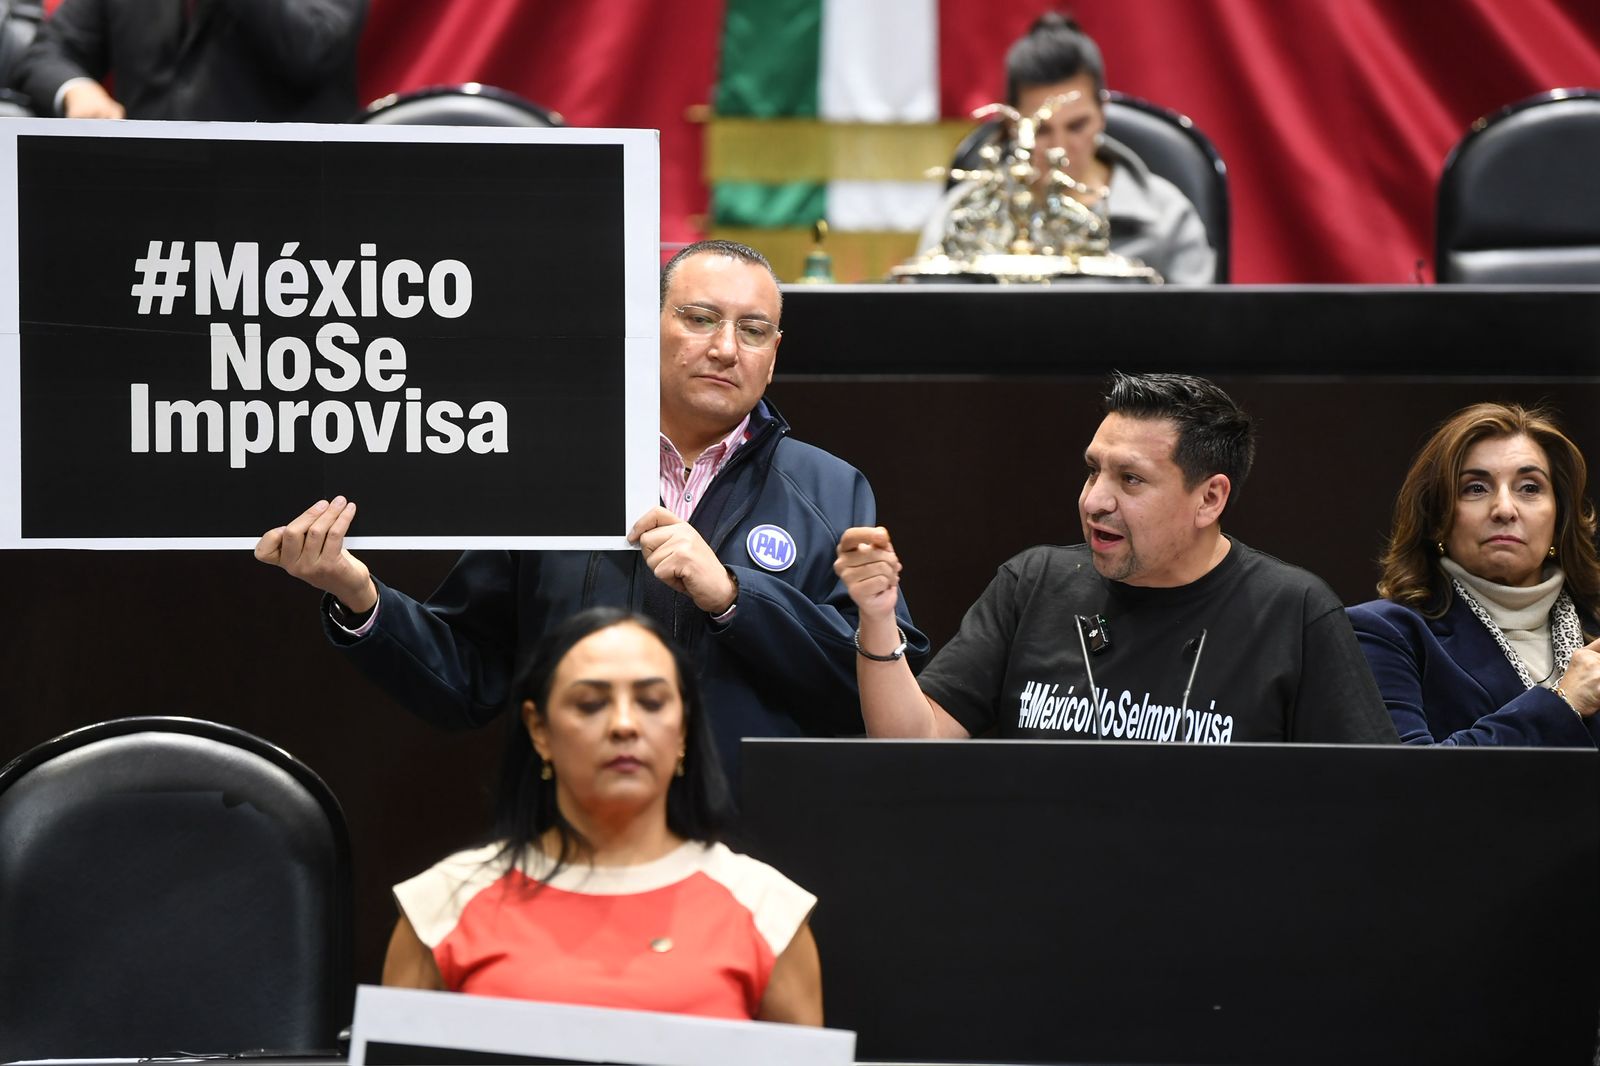 #México
NoSe
Improvisa
PAN
#MéxicoNoSeImprovisa